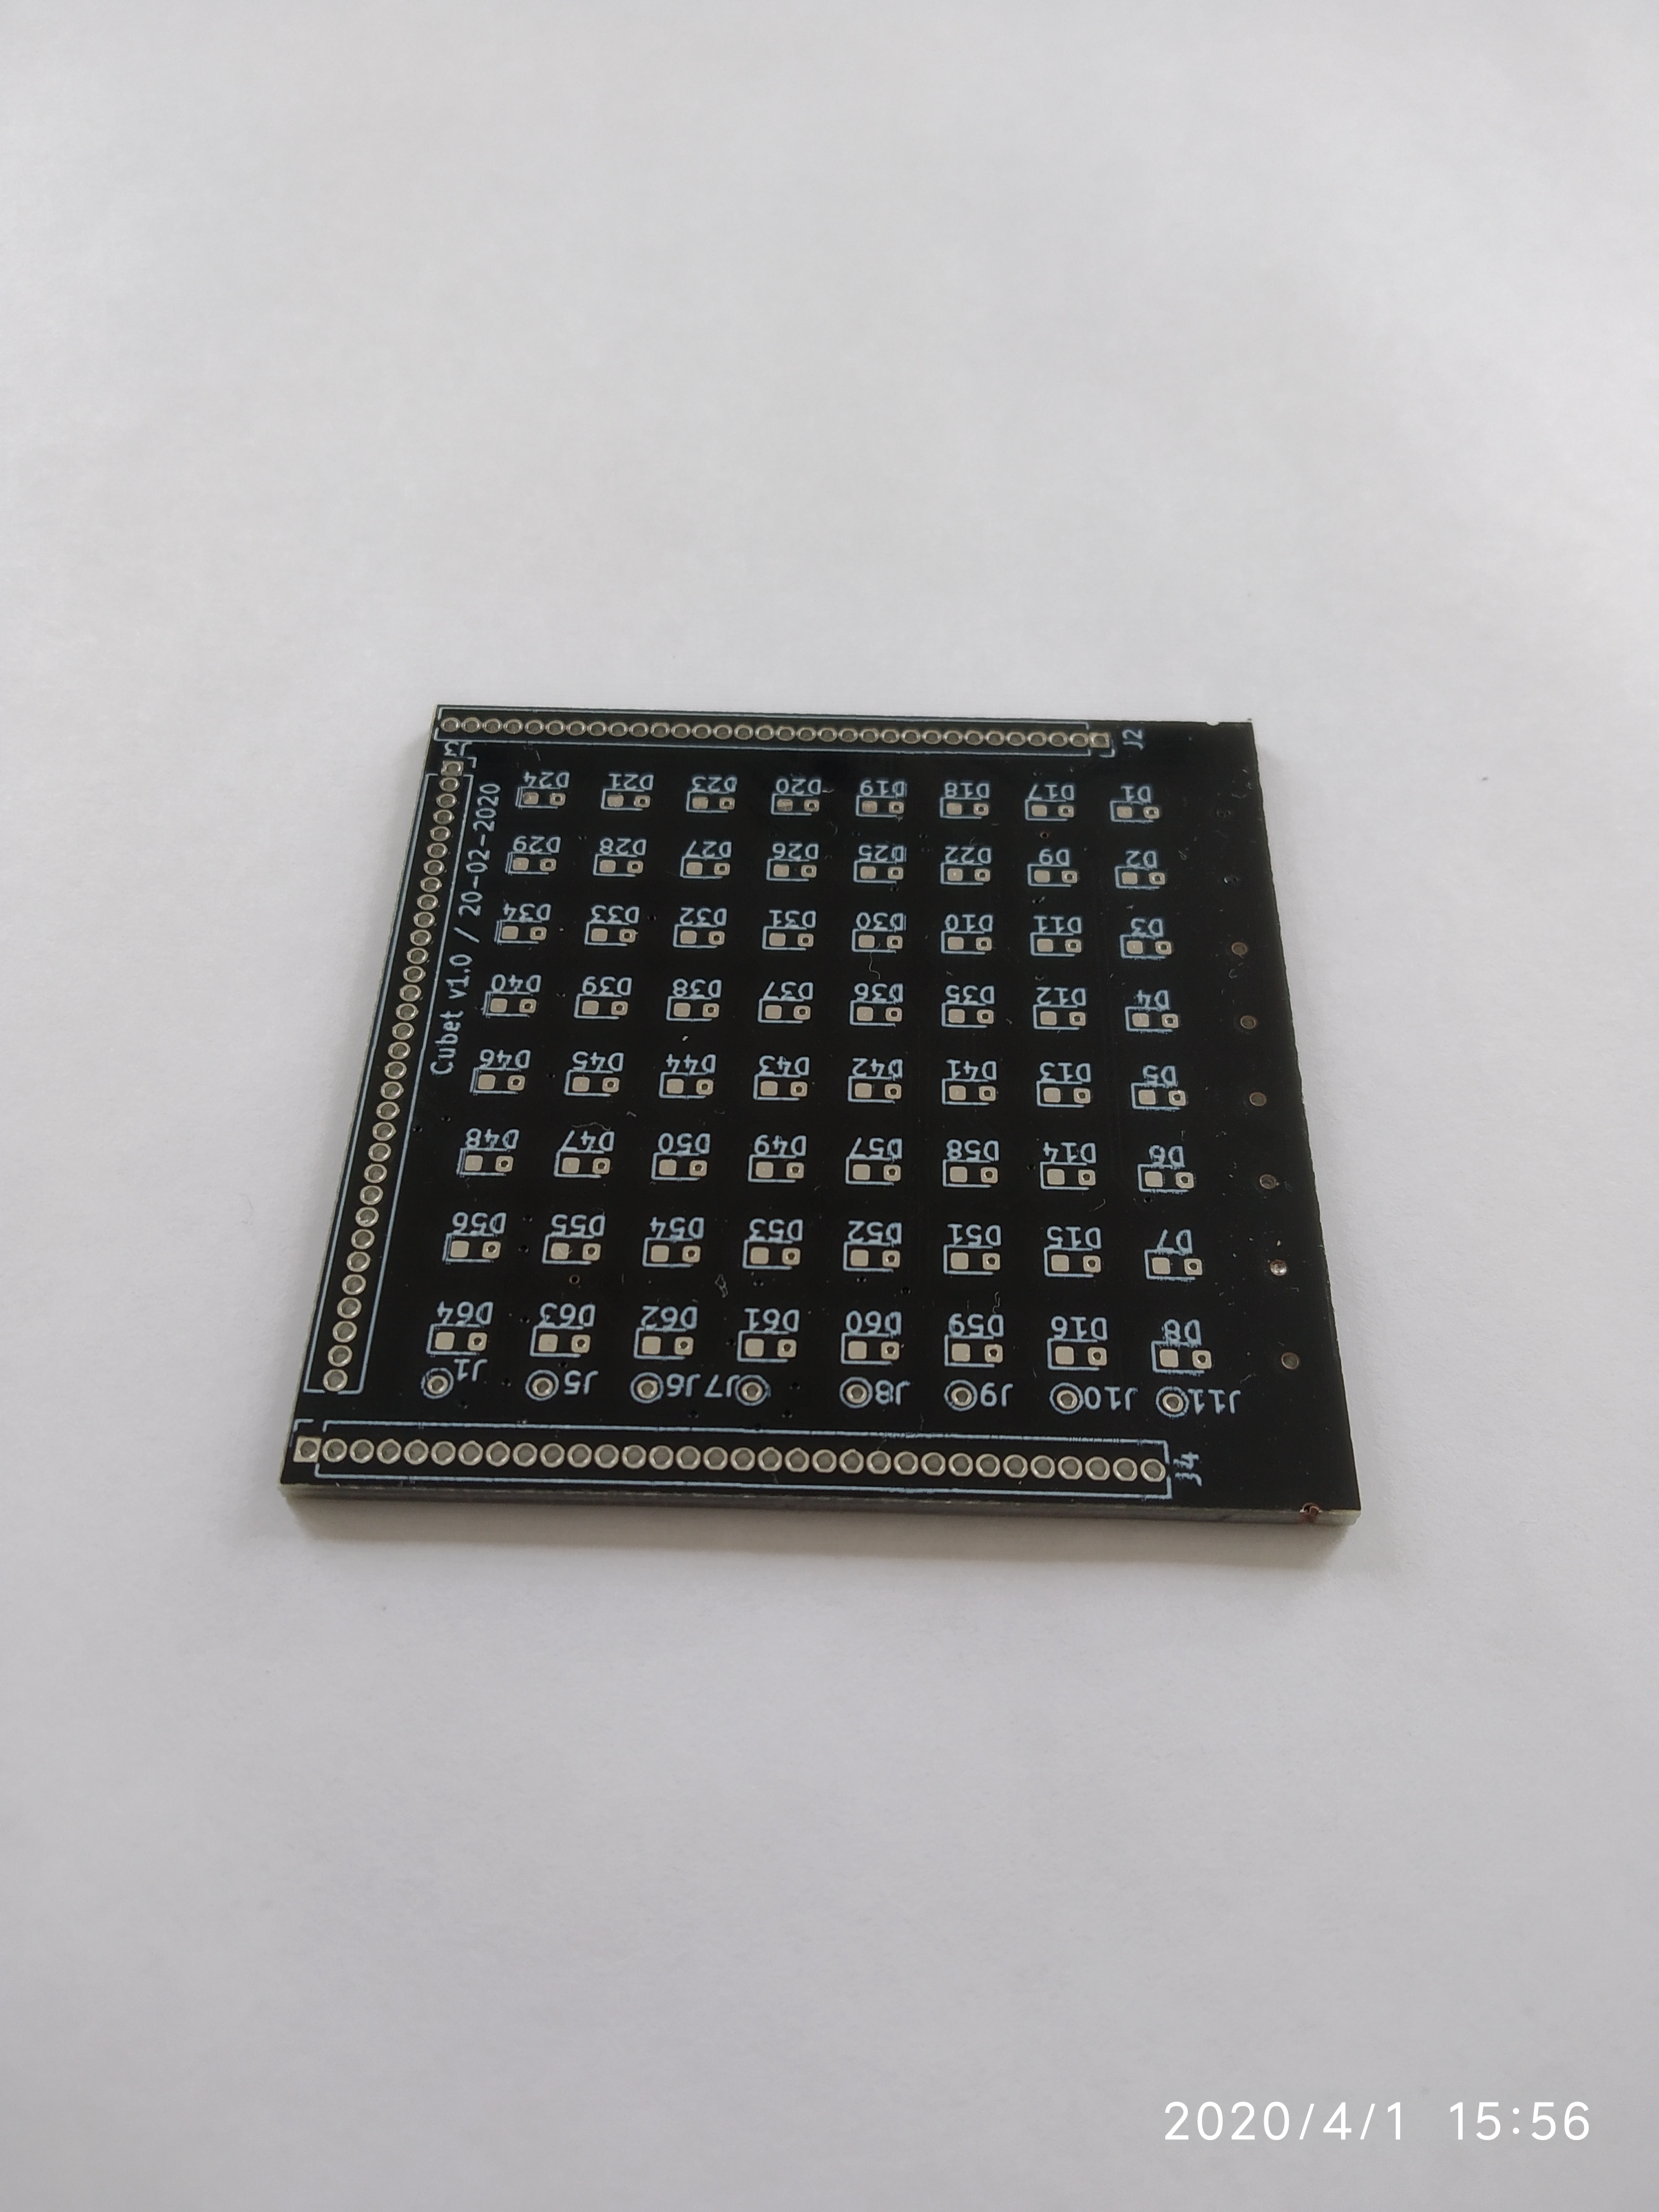 J2
J3
D24 D21 D23 D20 D19 D18 D17 D1
D29 D28 D27 D26 D25 D22 D9 D2
D34 D33 D32 D31 D30 D10 D11 D3
D40 D39 D38 D37 D36 D35 D12 D4
Cubet v1.0 / 20-02-2020
D46 D45 D44 D43 D42 D41 D13 D5
D48 D47 D50 D49 D57 D58 D14 D6
D56 D55 D54 D53 D52 D51 D15 D7
D64 D63 D62 D61 D60 D59 D16 D8
J1 J5 J6 J7 J8 J9 J10 J11
J4
2020/4/1 15:56